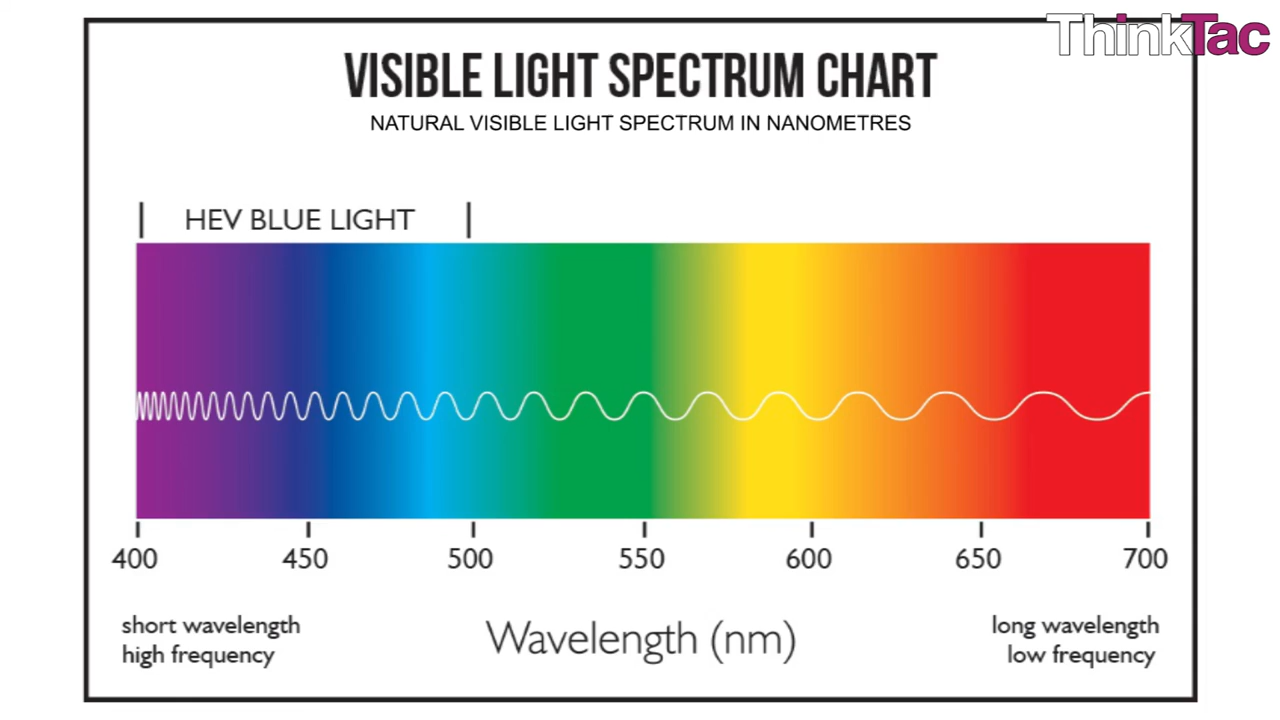 ThinkTac
VISIBLE LIGHT SPECTRUM CHART
NATURAL VISIBLE LIGHT SPECTRUM IN NANOMETRES
HEV BLUE LIGHT
400 450 500 550 600 650 700
short wavelength
high frequency
Wavelength (nm)
long wavelength
low frequency